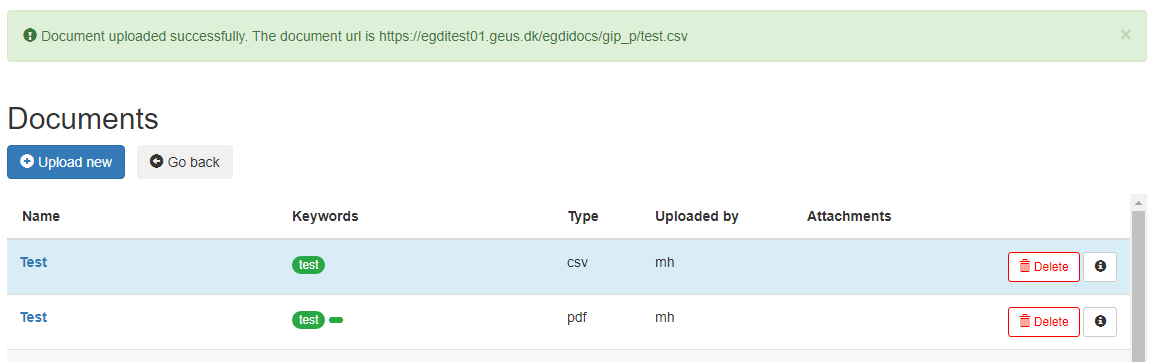 Document uploaded successfully. The document url is https://egditest01.geus.dk/egdidocs/gip_p/test.csv ×
Documents
Upload new Go back
Name Keywords Type Uploaded by Attachments
Test test csv mh Delete
Test test pdf mh Delete